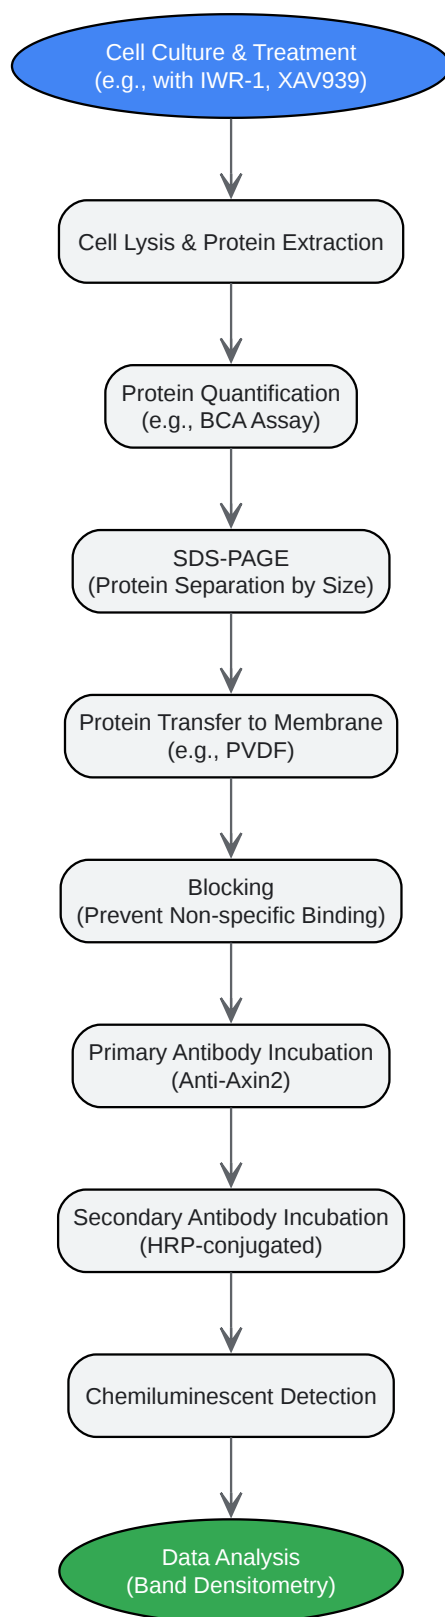 Cell Culture & Treatment
(e.g., with IWR-1, XAV939)
Cell Lysis & Protein Extraction
Protein Quantification
(e.g., BCA Assay)
SDS-PAGE
(Protein Separation by Size)
Protein Transfer to Membrane
(e.g., PVDF)
Blocking
(Prevent Non-specific Binding)
Primary Antibody Incubation
(Anti-Axin2)
Secondary Antibody Incubation
(HRP-conjugated)
Chemiluminescent Detection
Data Analysis
(Band Densitometry)